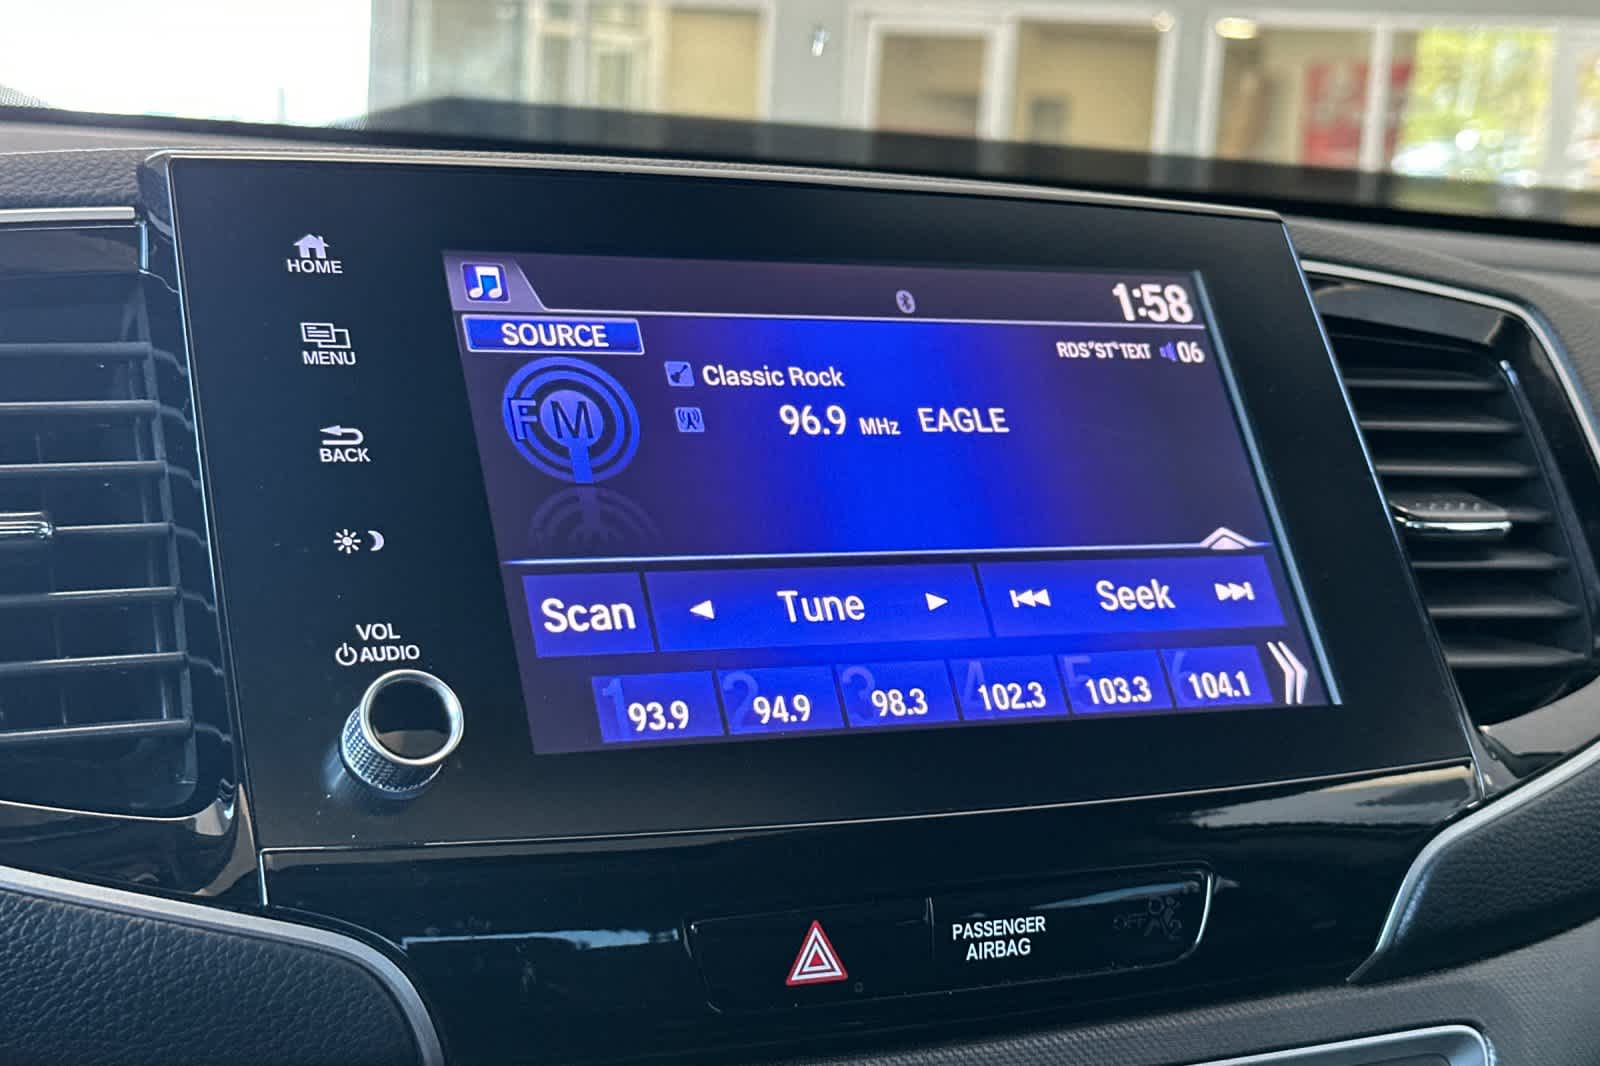 HOME
MENU
BACK
VOL
AUDIO
1:58
SOURCE
RDS ST TEXT 06
FM
Classic Rock
96.9 MHz EAGLE
Scan Tune Seek
1 93.9 2 94.9 3 98.3 4 102.3 5 103.3 6 104.1
PASSENGER
AIRBAG
OFF